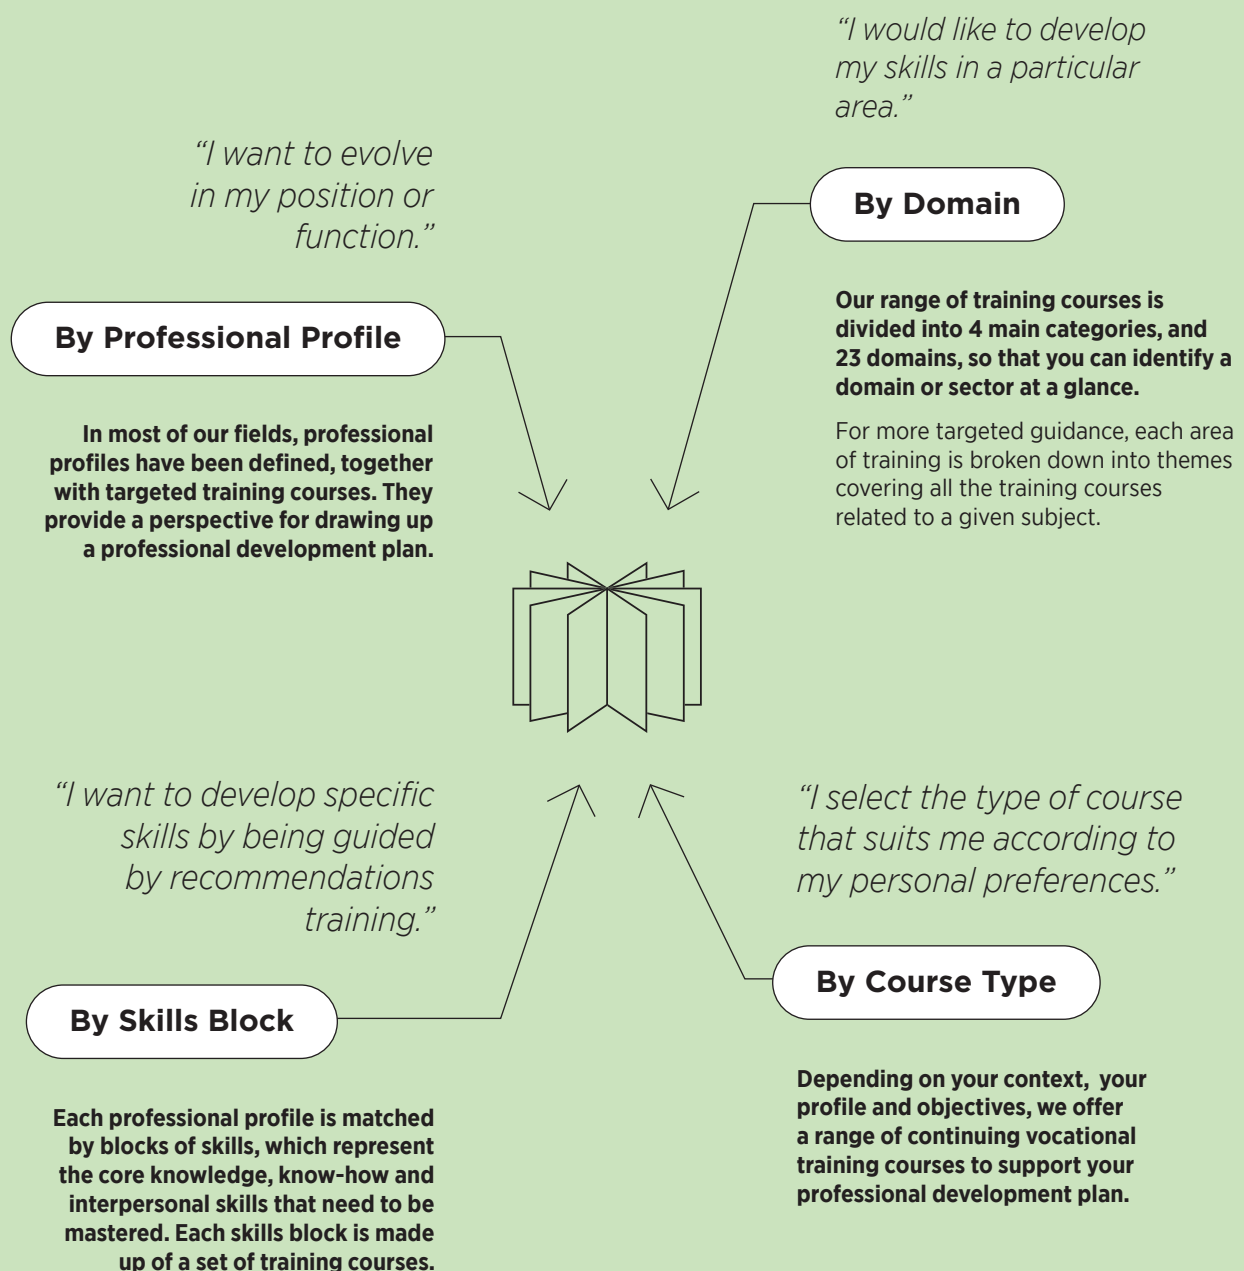 “I want to evolve
in my position or
function.”
By Professional Profile
In most of our fields, professional
profiles have been defined, together
with targeted training courses. They
provide a perspective for drawing up
a professional development plan.
“I would like to develop
my skills in a particular
area.”
By Domain
Our range of training courses is
divided into 4 main categories, and
23 domains, so that you can identify a
domain or sector at a glance.
For more targeted guidance, each area
of training is broken down into themes
covering all the training courses
related to a given subject.
“I want to develop specific
skills by being guided
by recommendations
training.”
By Skills Block
Each professional profile is matched
by blocks of skills, which represent
the core knowledge, know-how and
interpersonal skills that need to be
mastered. Each skills block is made
up of a set of training courses.
“I select the type of course
that suits me according to
my personal preferences.”
By Course Type
Depending on your context,  your
profile and objectives, we offer
a range of continuing vocational
training courses to support your
professional development plan.